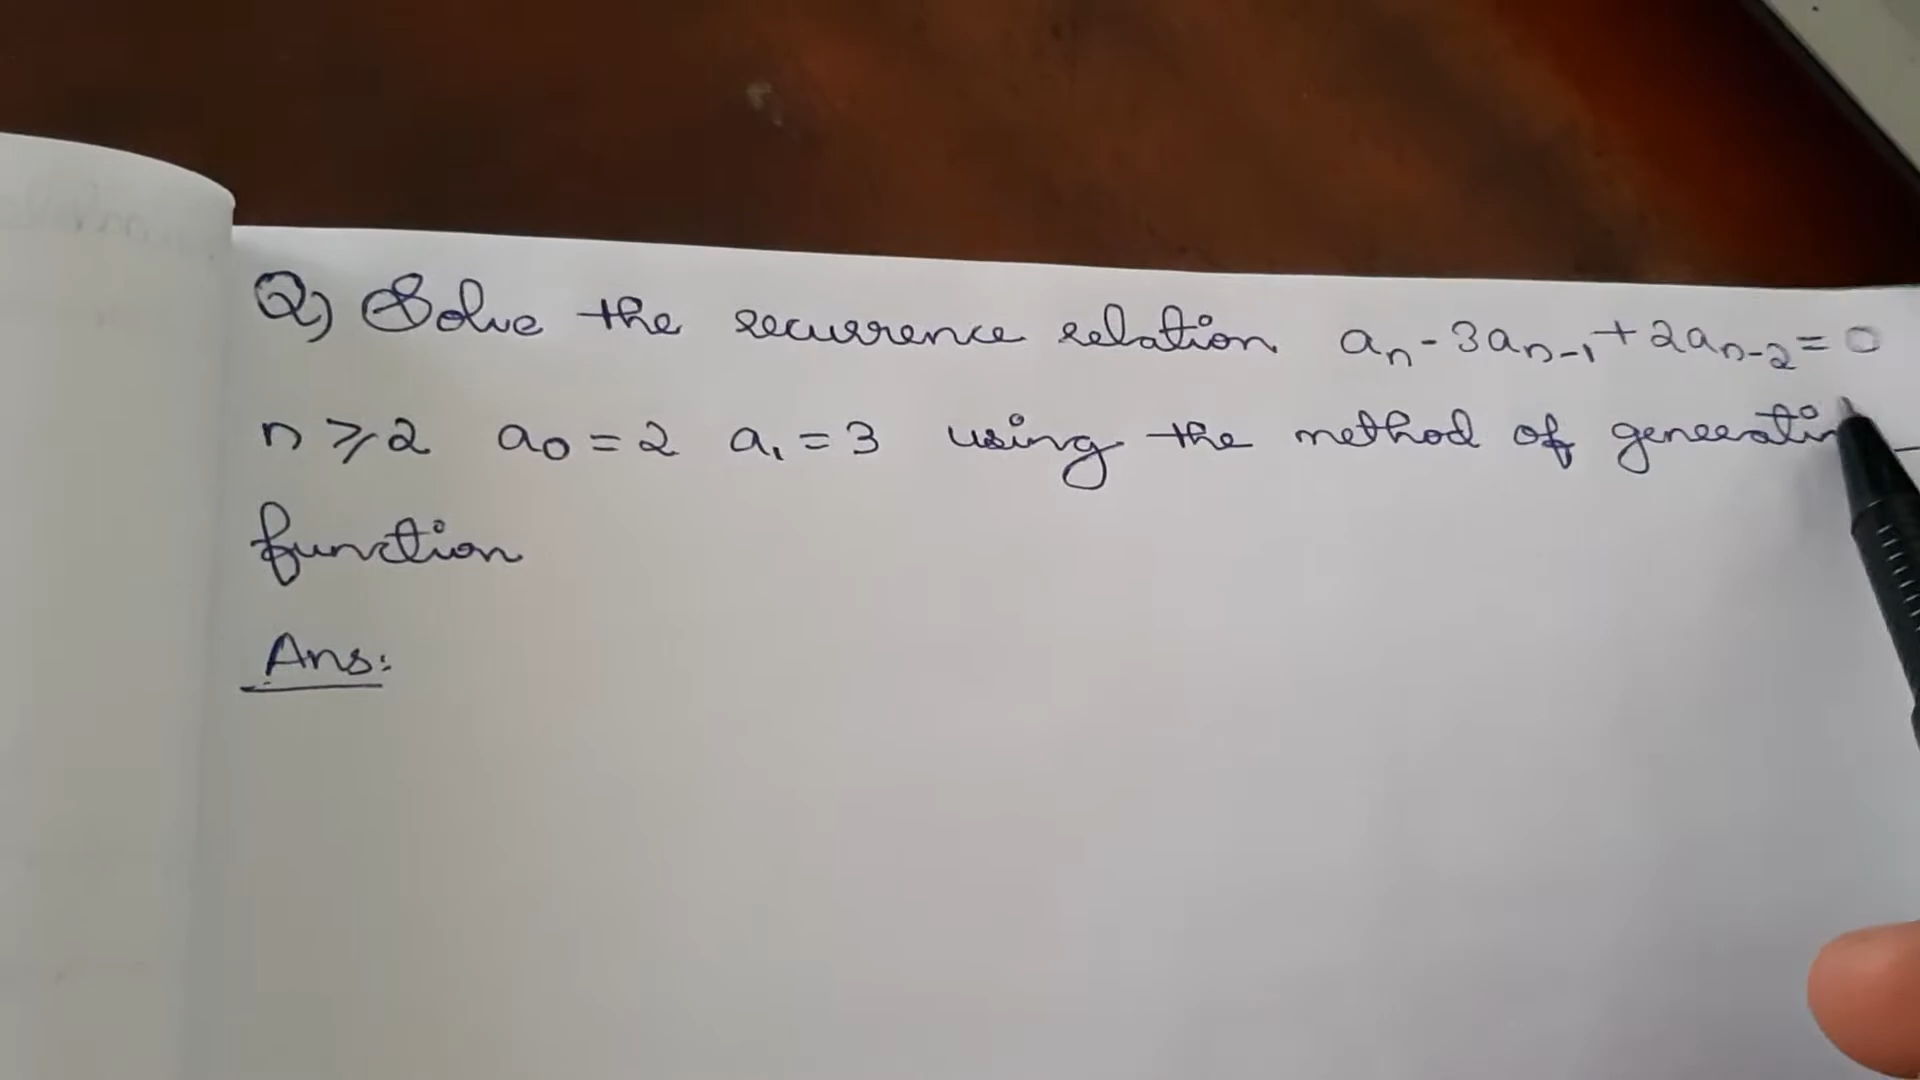 Q) Solve the recurrence relation aₙ - 3aₙ₋₁ + 2aₙ₋₂ = 0
n ≥ 2 a₀ = 2 a₁ = 3 using the method of
function
Ans: